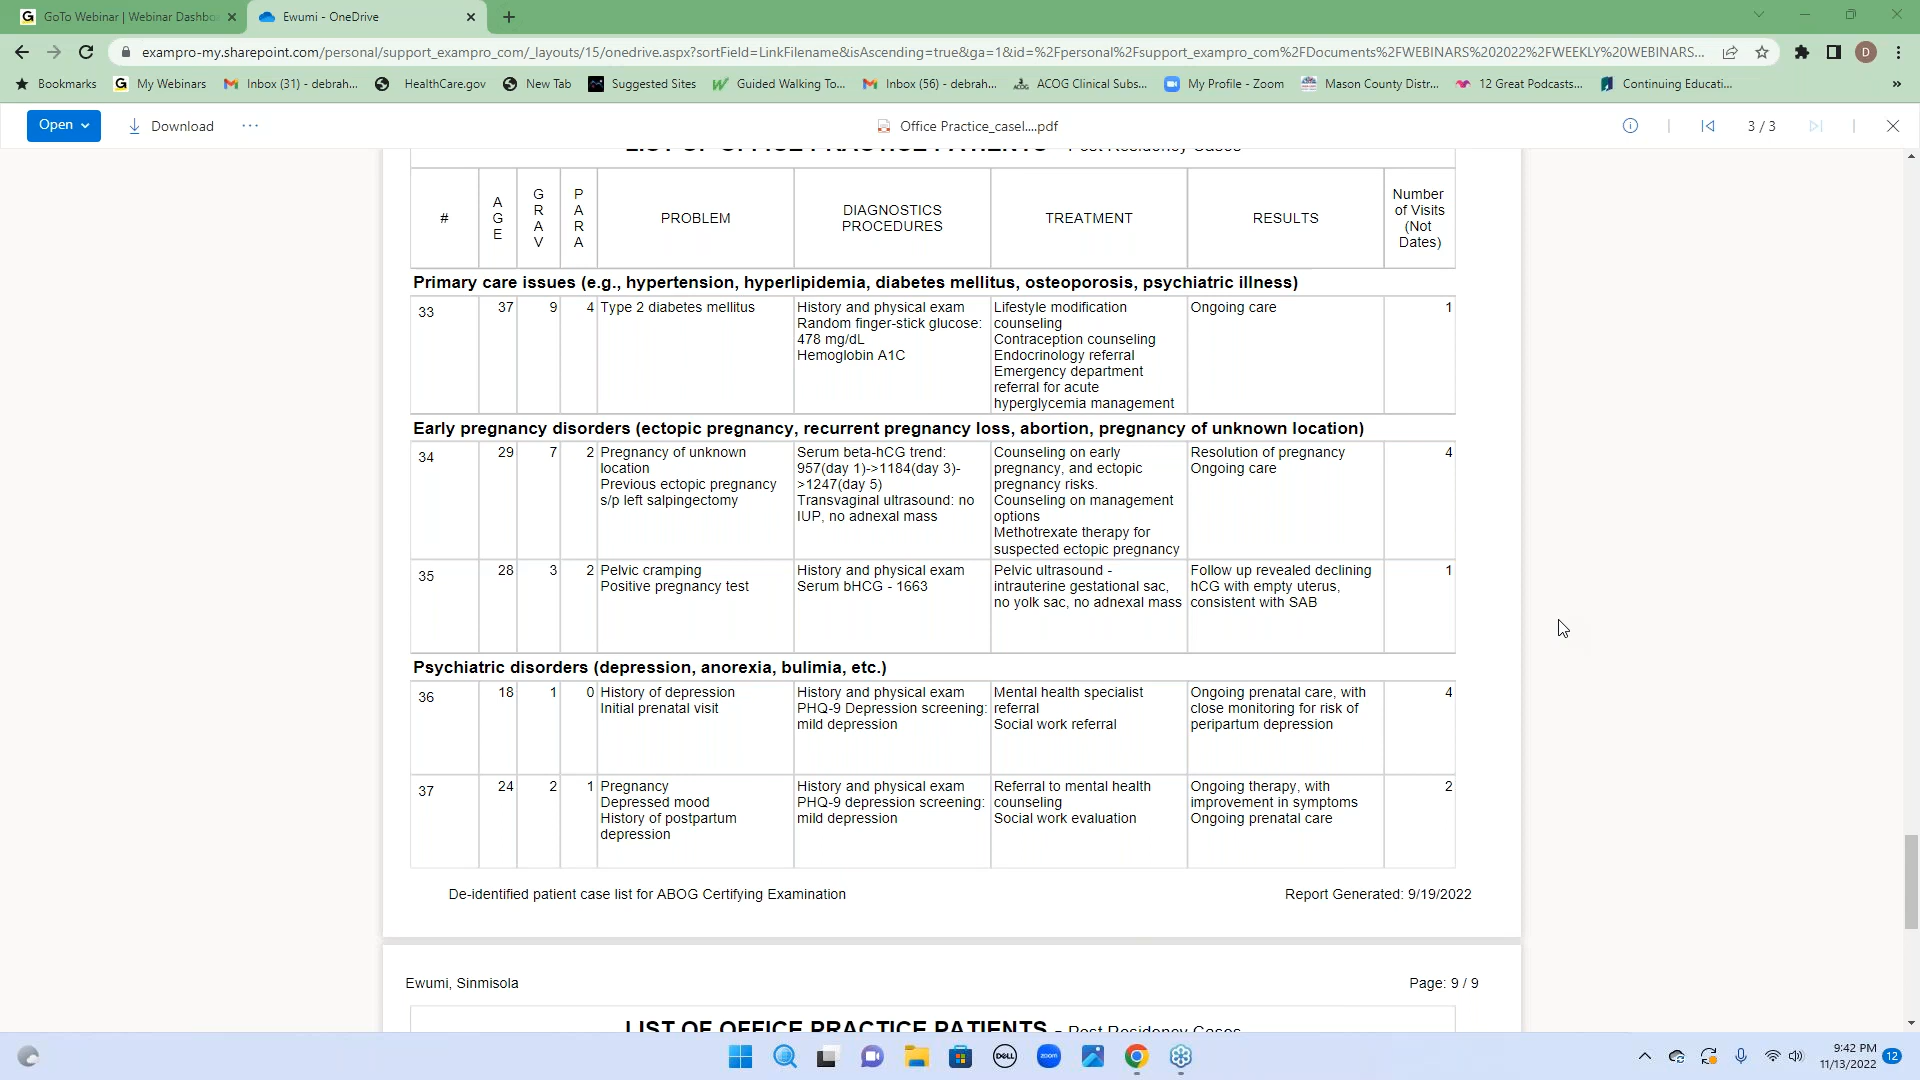 GoTo Webinar | Webinar Dashbo
Ewumi - OneDrive
exampro-my.sharepoint.com/personal/support_exampro_com/_layouts/15/onedrive.aspx?sortField=LinkFilename&isAscending=true&ga=1&id=%2Fpersonal%2Fsupport_exampro_com%2FDocuments%2FWEBINARS%202022%2FWEEKLY%20WEBINARS...
D
Bookmarks
My Webinars
Inbox (31) - debrah...
HealthCare.gov
New Tab
Suggested Sites
Guided Walking To...
Inbox (56) - debrah...
ACOG Clinical Subs...
My Profile - Zoom
Mason County Distr...
12 Great Podcasts...
Continuing Educati...
»
Open
Download
...
Office Practice_casel....pdf
3 / 3
LIST OF OFFICE PRACTICE PATIENTS - Post Residency Cases
#
AGE
GRAV
PARA
PROBLEM
DIAGNOSTICS
PROCEDURES
TREATMENT
RESULTS
Number
of Visits
(Not
Dates)
Primary care issues (e.g., hypertension, hyperlipidemia, diabetes mellitus, osteoporosis, psychiatric illness)
33
37
9
4
Type 2 diabetes mellitus
History and physical exam
Random finger-stick glucose:
478 mg/dL
Hemoglobin A1C
Lifestyle modification
counseling
Contraception counseling
Endocrinology referral
Emergency department
referral for acute
hyperglycemia management
Ongoing care
1
Early pregnancy disorders (ectopic pregnancy, recurrent pregnancy loss, abortion, pregnancy of unknown location)
34
29
7
2
Pregnancy of unknown
location
Previous ectopic pregnancy
s/p left salpingectomy
Serum beta-hCG trend:
957(day 1)->1184(day 3)-
>1247(day 5)
Transvaginal ultrasound: no
IUP, no adnexal mass
Counseling on early
pregnancy, and ectopic
pregnancy risks.
Counseling on management
options
Methotrexate therapy for
suspected ectopic pregnancy
Resolution of pregnancy
Ongoing care
4
35
28
3
2
Pelvic cramping
Positive pregnancy test
History and physical exam
Serum bHCG - 1663
Pelvic ultrasound -
intrauterine gestational sac,
no yolk sac, no adnexal mass
Follow up revealed declining
hCG with empty uterus,
consistent with SAB
1
Psychiatric disorders (depression, anorexia, bulimia, etc.)
36
18
1
0
History of depression
Initial prenatal visit
History and physical exam
PHQ-9 Depression screening:
mild depression
Mental health specialist
referral
Social work referral
Ongoing prenatal care, with
close monitoring for risk of
peripartum depression
4
37
24
2
1
Pregnancy
Depressed mood
History of postpartum
depression
History and physical exam
PHQ-9 depression screening:
mild depression
Referral to mental health
counseling
Social work evaluation
Ongoing therapy, with
improvement in symptoms
Ongoing prenatal care
2
De-identified patient case list for ABOG Certifying Examination
Report Generated: 9/19/2022
Ewumi, Sinmisola
Page: 9 / 9
LIST OF OFFICE PRACTICE PATIENTS - Post Residency Cases
DELL
zoom
9:42 PM
11/13/2022
12